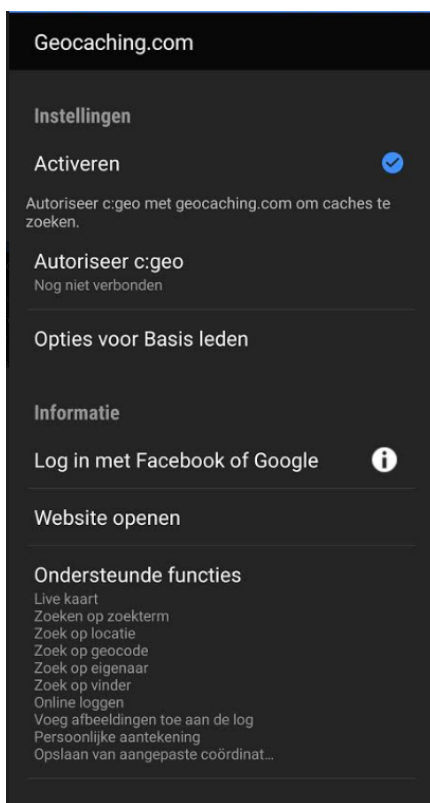 Geocaching.com
Instellingen
Activeren
Autoriseer c:geo met geocaching.com om caches te
zoeken.
Autoriseer c:geo
Nog niet verbonden
Opties voor Basis leden
Informatie
Log in met Facebook of Google
Website openen
Ondersteunde functies
Live kaart
Zoeken op zoekterm
Zoek op locatie
Zoek op geocode
Zoek op eigenaar
Zoek op vinder
Online loggen
Voeg afbeeldingen toe aan de log
Persoonlijke aantekening
Opslaan van aangepaste coördinat...